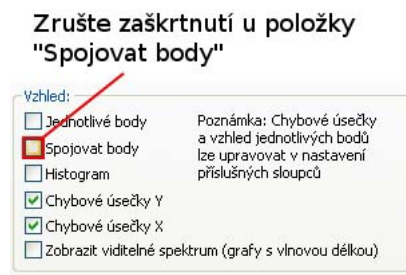 Zrušte zaškrtnutí u položky
"Spojovat body"
Vzhled:
Jednotlivé body
Spojovat body
Histogram
Chybové úsečky Y
Chybové úsečky X
Zobrazit viditelné spektrum (grafy s vlnovou délkou)
Poznámka: Chybové úsečky
a vzhled jednotlivých bodů
lze upravovat v nastavení
příslušných sloupců